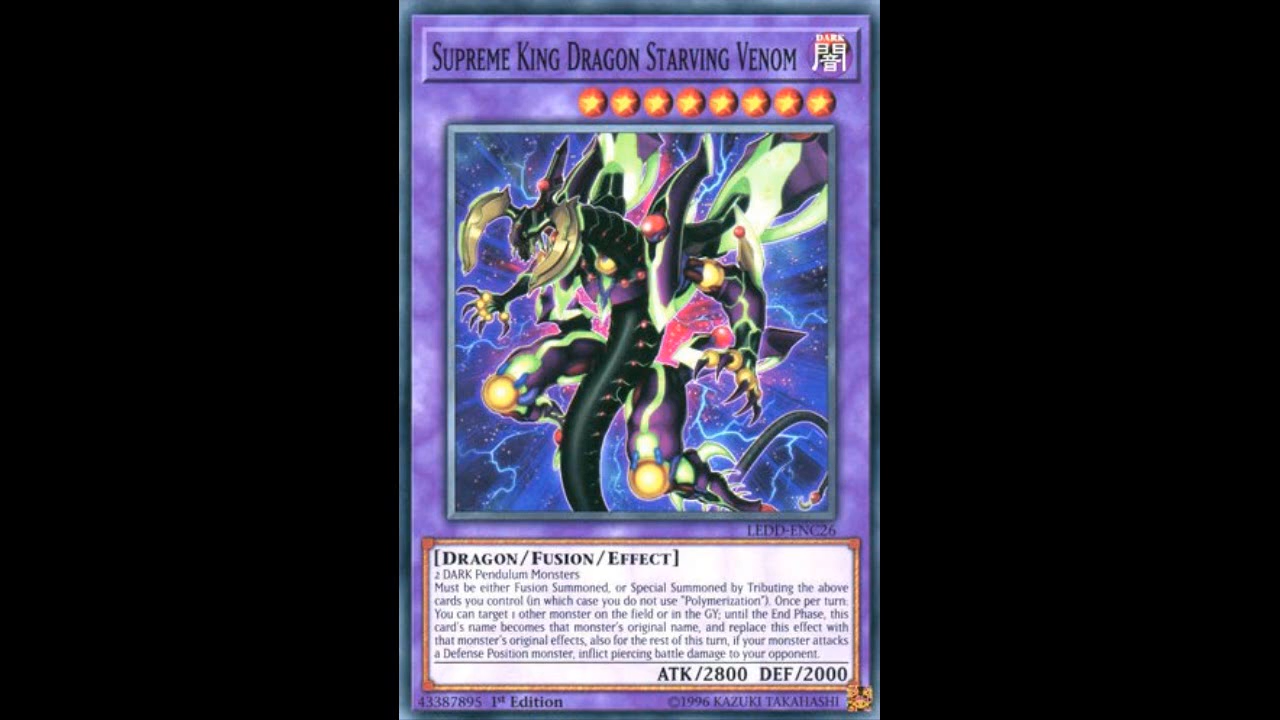 SUPREME KING DRAGON STARVING VENOM
DARK
闇
LEDD-ENC26
[DRAGON/FUSION/EFFECT]
2 DARK Pendulum Monsters
Must be either Fusion Summoned, or Special Summoned by Tributing the above
cards you control (in which case you do not use "Polymerization"). Once per turn:
You can target 1 other monster on the field or in the GY; until the End Phase, this
card's name becomes that monster's original name, and replace this effect with
that monster's original effects, also for the rest of this turn, if your monster attacks
a Defense Position monster, inflict piercing battle damage to your opponent.
ATK/2800 DEF/2000
43387895 1st Edition ©1996 KAZUKI TAKAHASHI